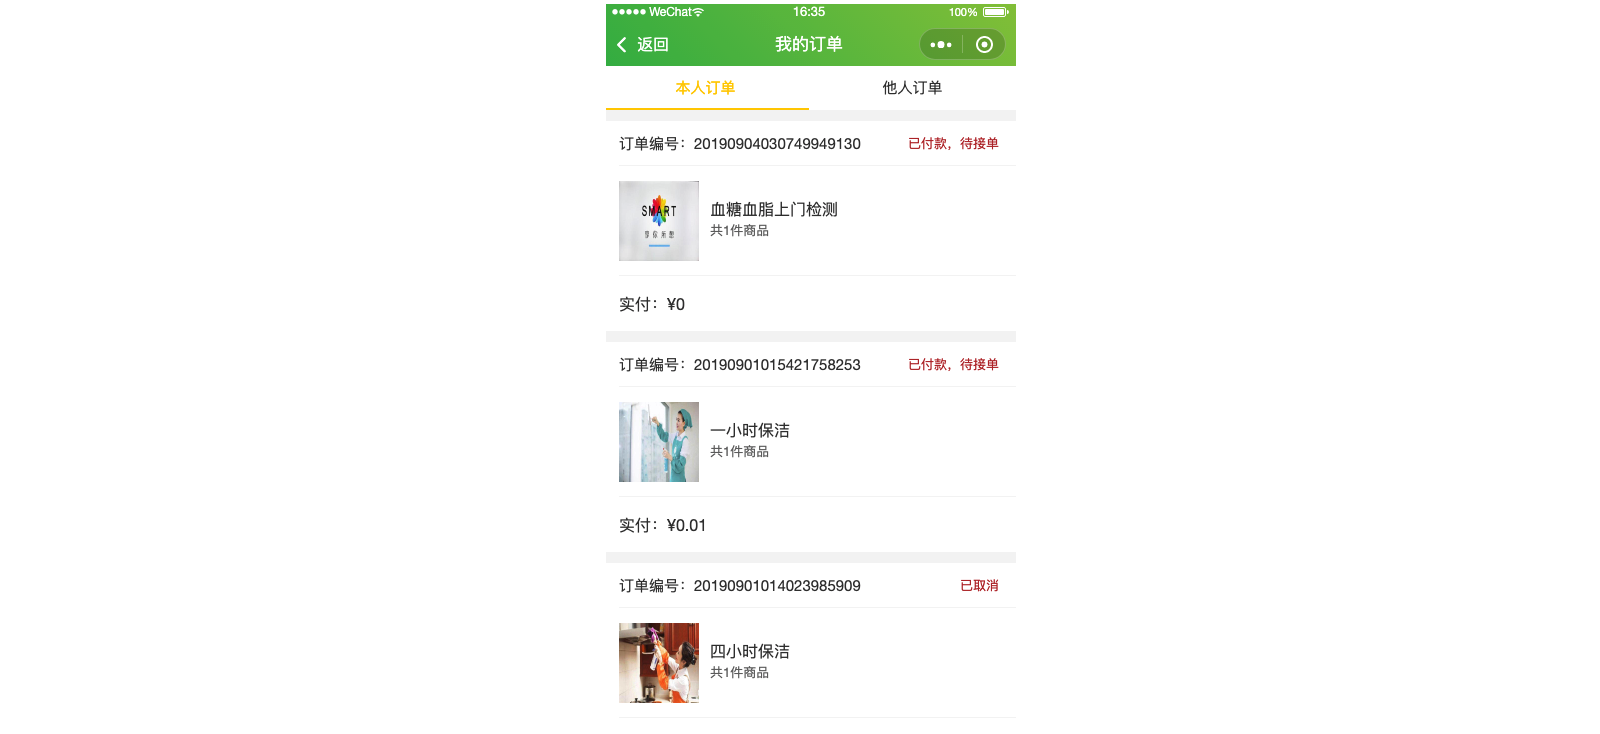 WeChat 16:35 100%
返回 我的订单
本人订单 他人订单
订单编号：20190904030749949130 已付款，待接单
SMART
享你所想
血糖血脂上门检测
共1件商品
实付：¥0
订单编号：20190901015421758253 已付款，待接单
一小时保洁
共1件商品
实付：¥0.01
订单编号：20190901014023985909 已取消
四小时保洁
共1件商品